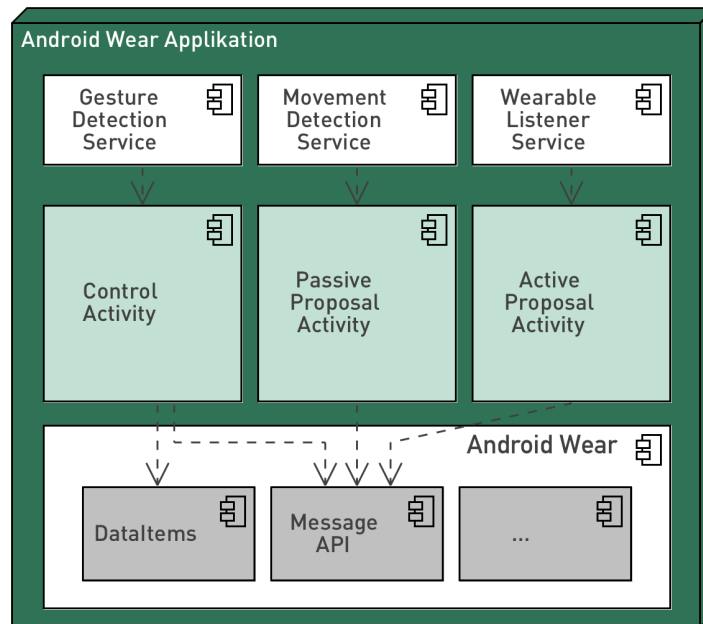 Android Wear Applikation
Gesture
Detection
Service
Movement
Detection
Service
Wearable
Listener
Service
Control
Activity
Passive
Proposal
Activity
Active
Proposal
Activity
Android Wear
DataItems
Message
API
...